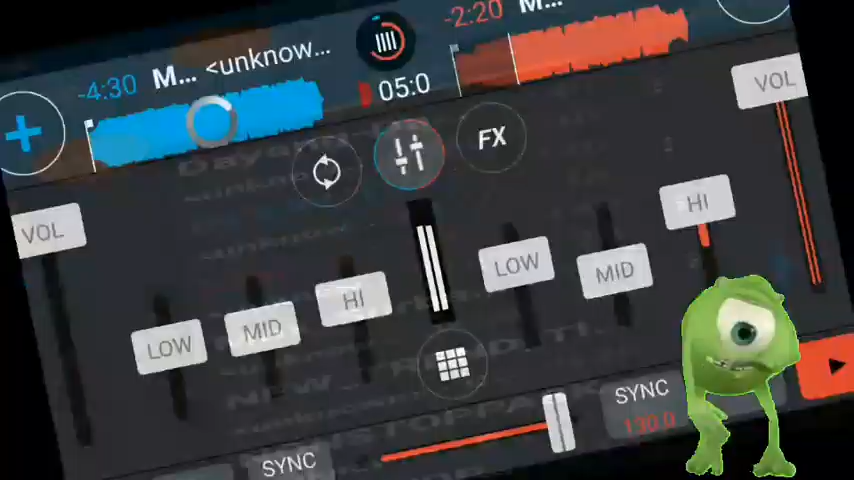 -4:30 M... <unknow...
-2:20 M...
05:0
VOL
FX
VOL
HI
LOW
MID
HI
LOW
MID
SYNC
130.0
SYNC